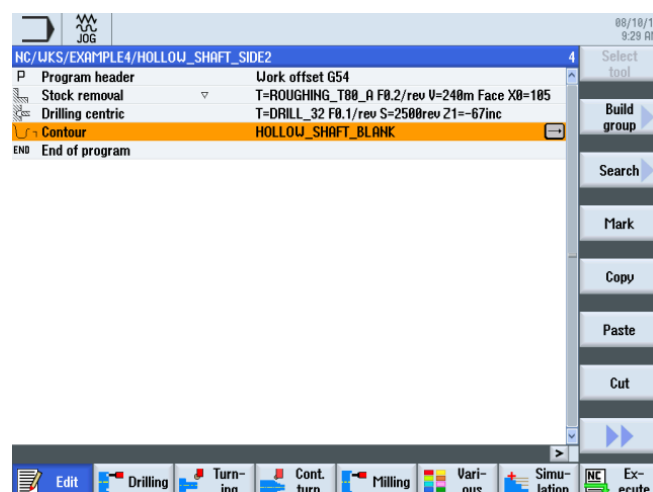 JOG
08/10/1
9:29 A
NC/WKS/EXAMPLE4/HOLLOW_SHAFT_SIDE2 4
Select
tool
P Program header Work offset G54
Stock removal ▽ T=ROUGHING_T80_A F0.2/rev V=240m Face X0=105
Drilling centric T=DRILL_32 F0.1/rev S=2500rev Z1=-67inc
Contour HOLLOW_SHAFT_BLANK
END End of program
Build
group
Search
Mark
Copy
Paste
Cut
Edit
Drilling
Turn-
ing
Cont.
turn
Milling
Vari-
ous
Simu-
lation
NC Ex-
ecute